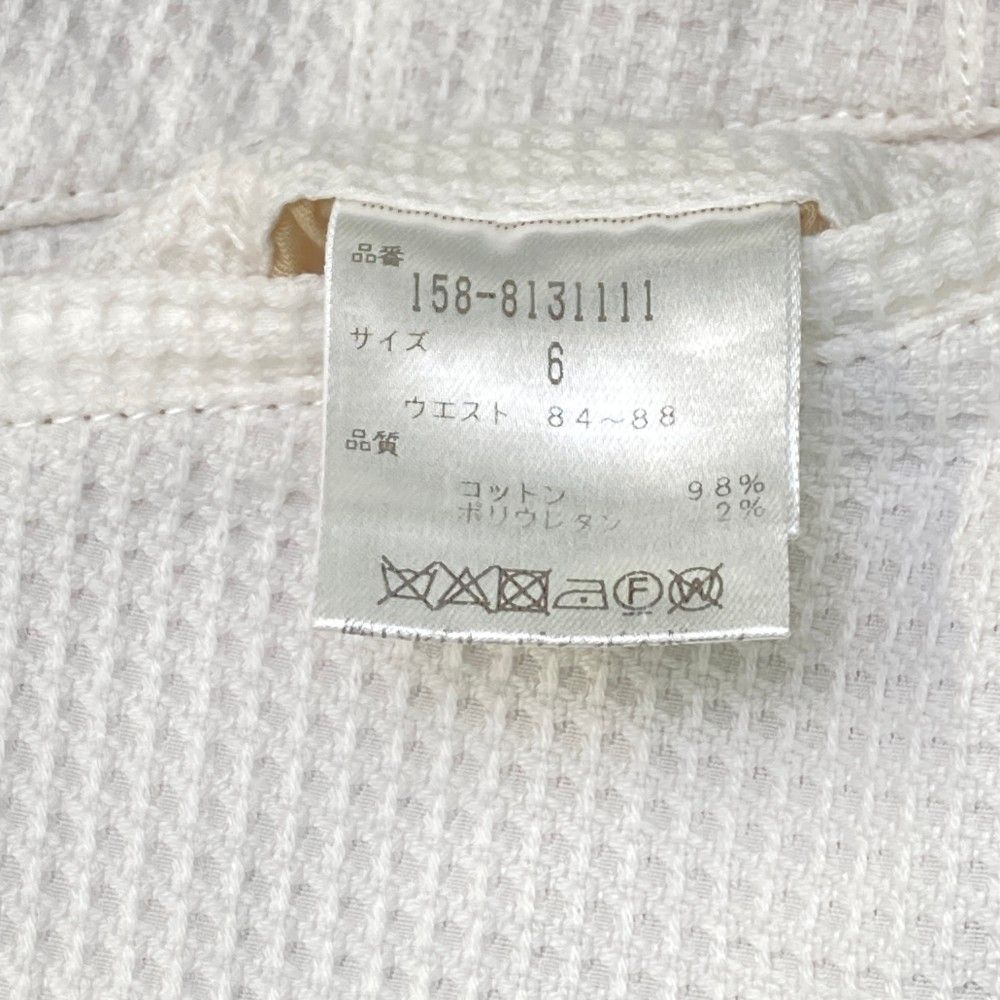 品番
158-8131111
サイズ
6
ウエスト 84～88
品質
コットン 98%
ポリウレタン 2%
F W